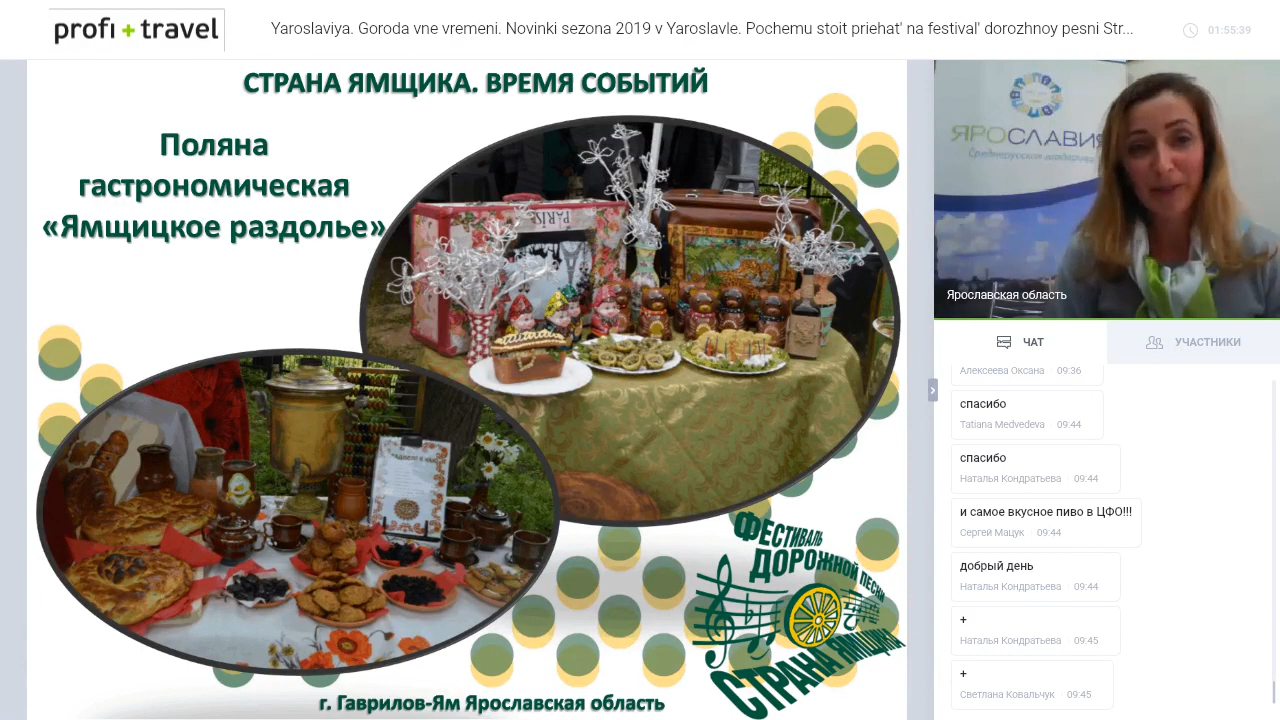 profi + travel
Yaroslaviya. Goroda vne vremeni. Novinki sezona 2019 v Yaroslavle. Pochemu stoit priehat' na festival' dorozhnoy pesni Str...
01:55:39
СТРАНА ЯМЩИКА. ВРЕМЯ СОБЫТИЙ
Поляна
гастрономическая
«Ямщицкое раздолье»
PARIS
ФЕСТИВАЛЬ
ДОРОЖНОЙ ПЕСНИ
СТРАНА ЯМЩИКА
г. Гаврилов-Ям Ярославская область
ЯРОСЛАВИЯ
Ярославская область
ЧАТ
УЧАСТНИКИ
Алексеева Оксана · 09:36
спасибо
Tatiana Medvedeva · 09:44
спасибо
Наталья Кондратьева · 09:44
и самое вкусное пиво в ЦФО!!!
Сергей Мацук · 09:44
добрый день
Наталья Кондратьева · 09:44
+
Наталья Кондратьева · 09:45
+
Светлана Ковальчук · 09:45